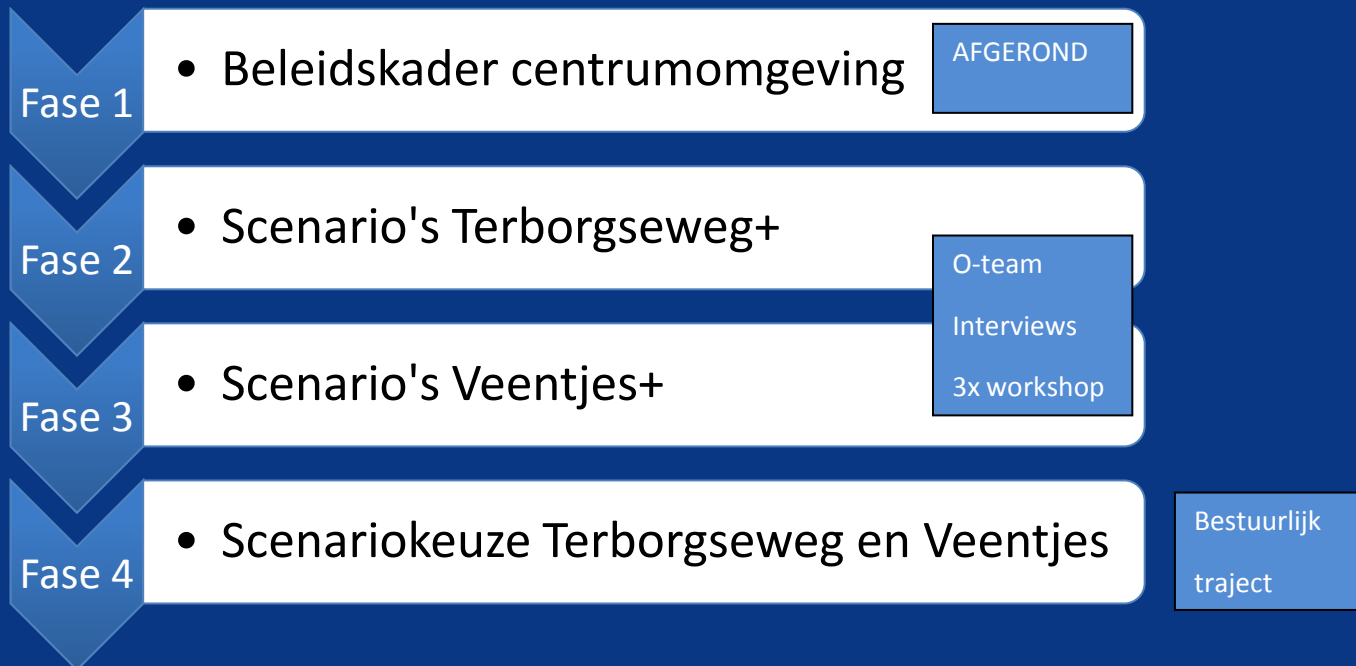 Fase 1
• Beleidskader centrumomgeving
AFGEROND
Fase 2
• Scenario's Terborgseweg+
O-team
Interviews
3x workshop
Fase 3
• Scenario's Veentjes+
Fase 4
• Scenariokeuze Terborgseweg en Veentjes
Bestuurlijk
traject